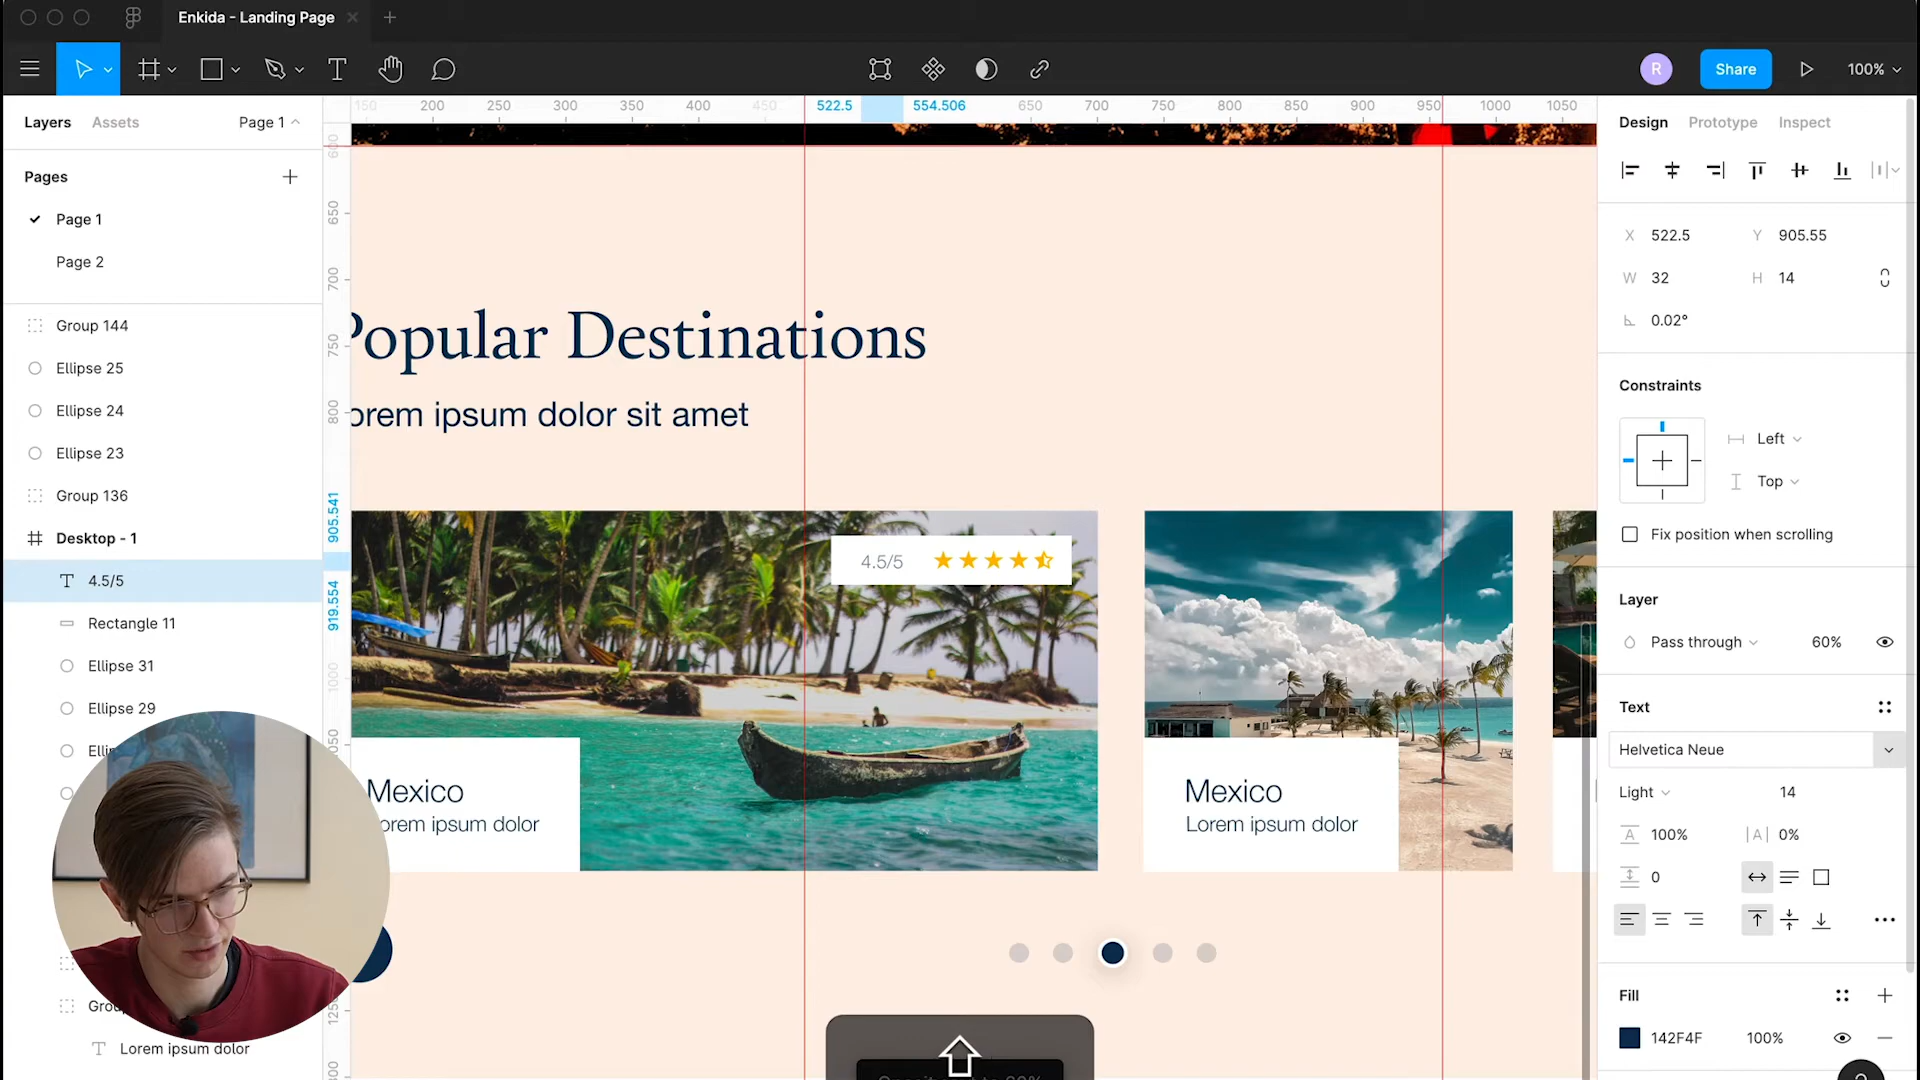 Enkida - Landing Page
R
Share
100%
Layers
Assets
Page 1
150
200
250
300
350
400
450
522.5
554.506
650
700
750
800
850
900
950
1000
1050
Design
Prototype
Inspect
Pages
Page 1
Page 2
Group 144
Ellipse 25
Ellipse 24
Ellipse 23
Group 136
Desktop - 1
4.5/5
Rectangle 11
Ellipse 31
Ellipse 29
Lorem ipsum dolor
600
650
700
750
800
905.541
919.554
1000
1250
Popular Destinations
orem ipsum dolor sit amet
4.5/5
Mexico
orem ipsum dolor
Mexico
Lorem ipsum dolor
X 522.5
Y 905.55
W 32
H 14
0.02°
Constraints
Left
Top
Fix position when scrolling
Layer
Pass through
60%
Text
Helvetica Neue
Light
14
100%
|A| 0%
0
Fill
142F4F
100%